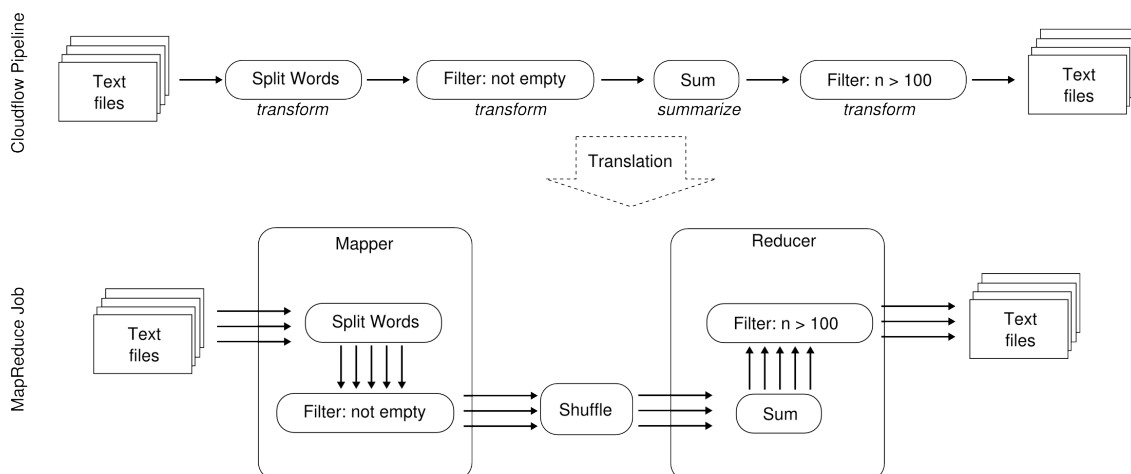 Cloudflow Pipeline
Text
files
Split Words
transform
Filter: not empty
transform
Sum
summarize
Filter: n > 100
transform
Text
files
Translation
MapReduce Job
Text
files
Mapper
Split Words
Filter: not empty
Shuffle
Reducer
Filter: n > 100
Sum
Text
files